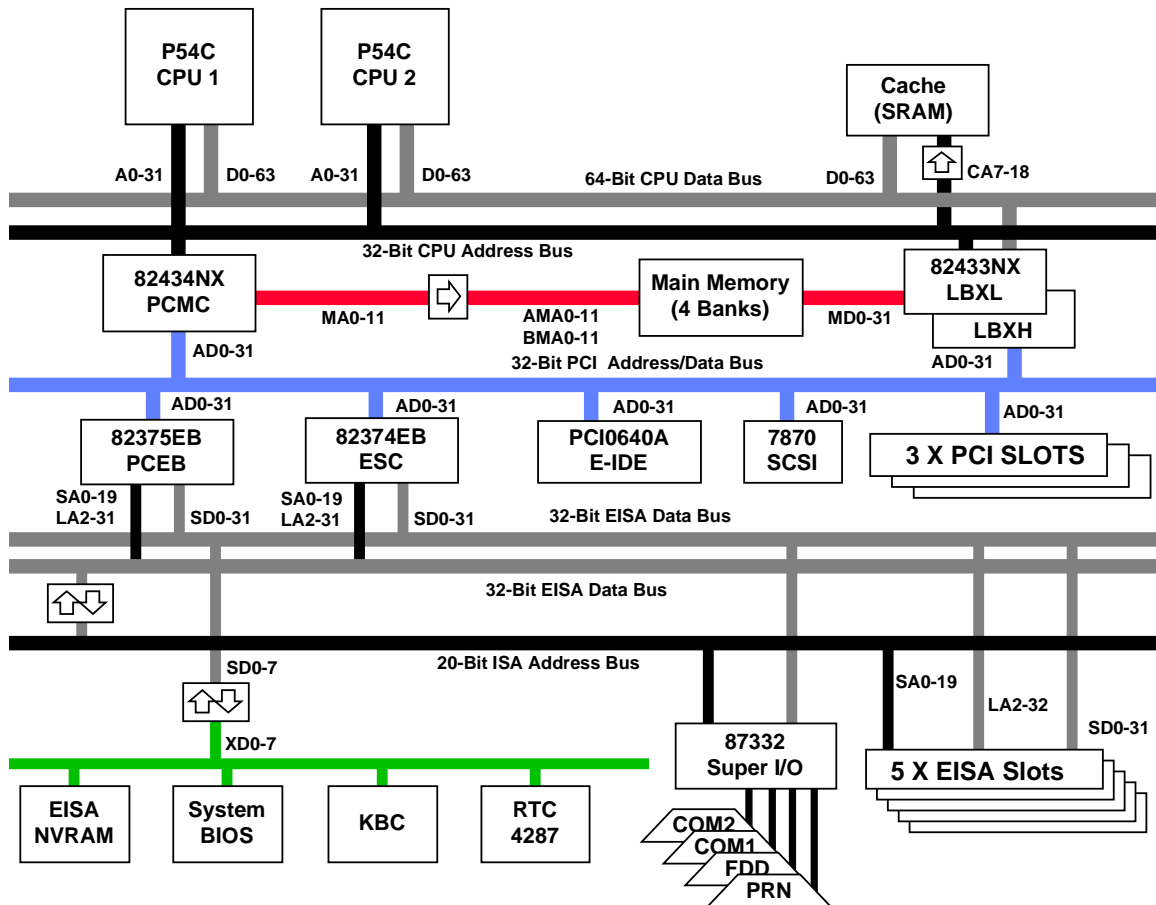 P54C
CPU 1
P54C
CPU 2
Cache
(SRAM)
A0-31
D0-63
A0-31
D0-63
64-Bit CPU Data Bus
D0-63
CA7-18
32-Bit CPU Address Bus
82434NX
PCMC
MA0-11
AMA0-11
BMA0-11
Main Memory
(4 Banks)
MD0-31
82433NX
LBXL
LBXH
AD0-31
32-Bit PCI Address/Data Bus
AD0-31
AD0-31
AD0-31
AD0-31
AD0-31
AD0-31
82375EB
PCEB
82374EB
ESC
PCI0640A
E-IDE
7870
SCSI
3 X PCI SLOTS
SA0-19
LA2-31
SD0-31
SA0-19
LA2-31
SD0-31
32-Bit EISA Data Bus
32-Bit EISA Data Bus
20-Bit ISA Address Bus
SD0-7
SA0-19
LA2-32
SD0-31
XD0-7
87332
Super I/O
5 X EISA Slots
EISA
NVRAM
System
BIOS
KBC
RTC
4287
COM2
COM1
FDD
PRN